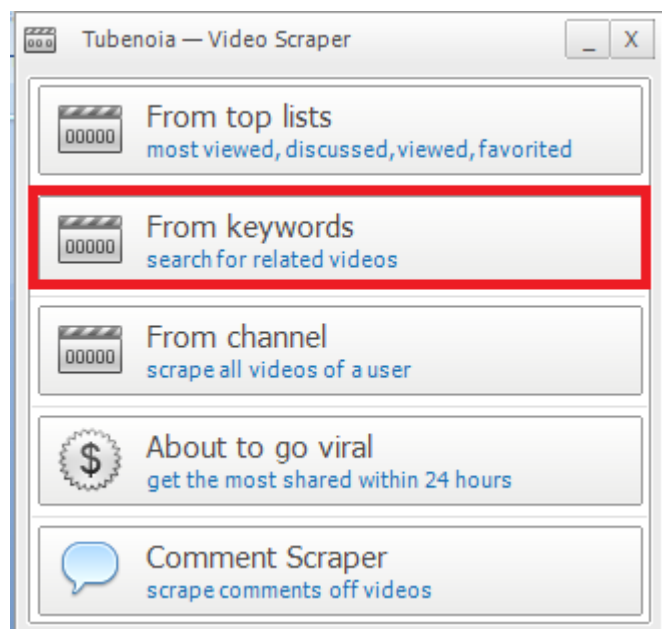 Tubenoia — Video Scraper
_ X
From top lists
00000
most viewed, discussed, viewed, favorited
From keywords
00000
search for related videos
From channel
00000
scrape all videos of a user
About to go viral
$
get the most shared within 24 hours
Comment Scraper
scrape comments off videos